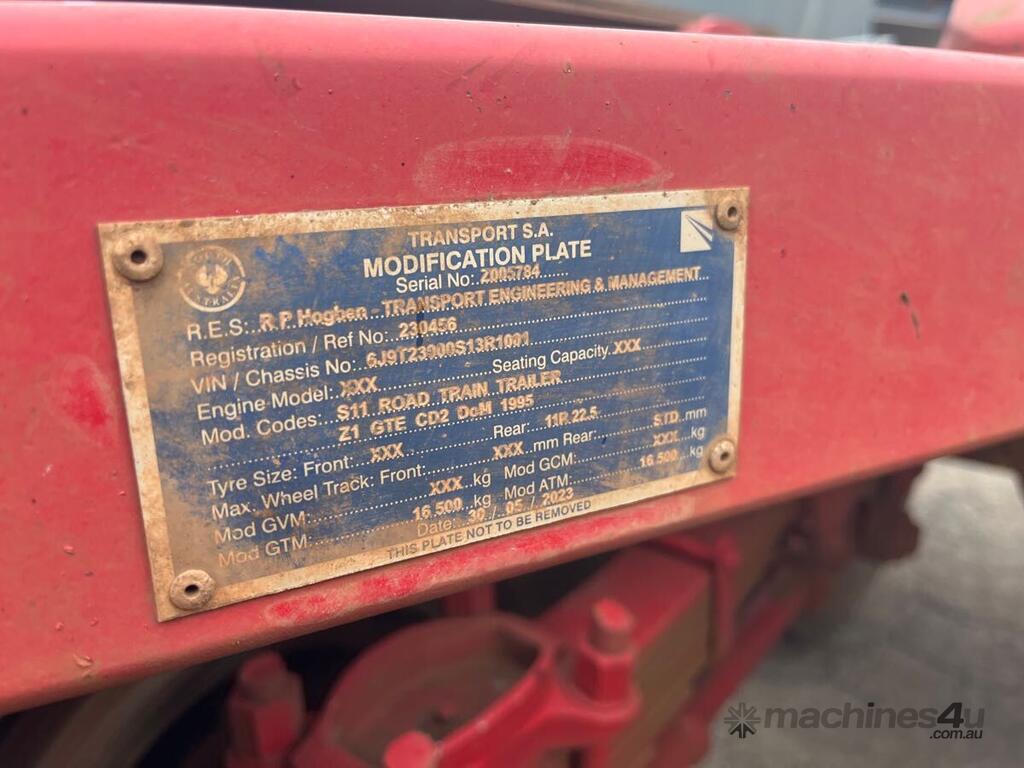 SOUTH AUSTRALIA
TRANSPORT S.A.
MODIFICATION PLATE
Serial No: 2005784
R.E.S: R P Hogben - TRANSPORT ENGINEERING & MANAGEMENT
Registration / Ref No: 230456
VIN / Chassis No: 6J9T23000S13R1001
Engine Model: XXX Seating Capacity XXX
Mod. Codes: S11 ROAD TRAIN TRAILER
Z1 GTE CD2 DoM 1995
Tyre Size: Front: XXX Rear: 11R 22.5
Max. Wheel Track: Front: XXX mm Rear: STD mm
Mod GVM: XXX kg Mod GCM: XXX kg
Mod GTM: 16 500 kg Mod ATM: 16 500 kg
Date: 30 / 05 / 2023
THIS PLATE NOT TO BE REMOVED
machines4u
.com.au